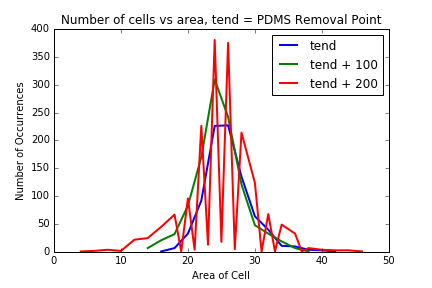 Number of cells vs area, tend = PDMS Removal Point
400
350
300
250
200
150
100
50
0
Number of Occurrences
tend
tend + 100
tend + 200
0 10 20 30 40 50
Area of Cell